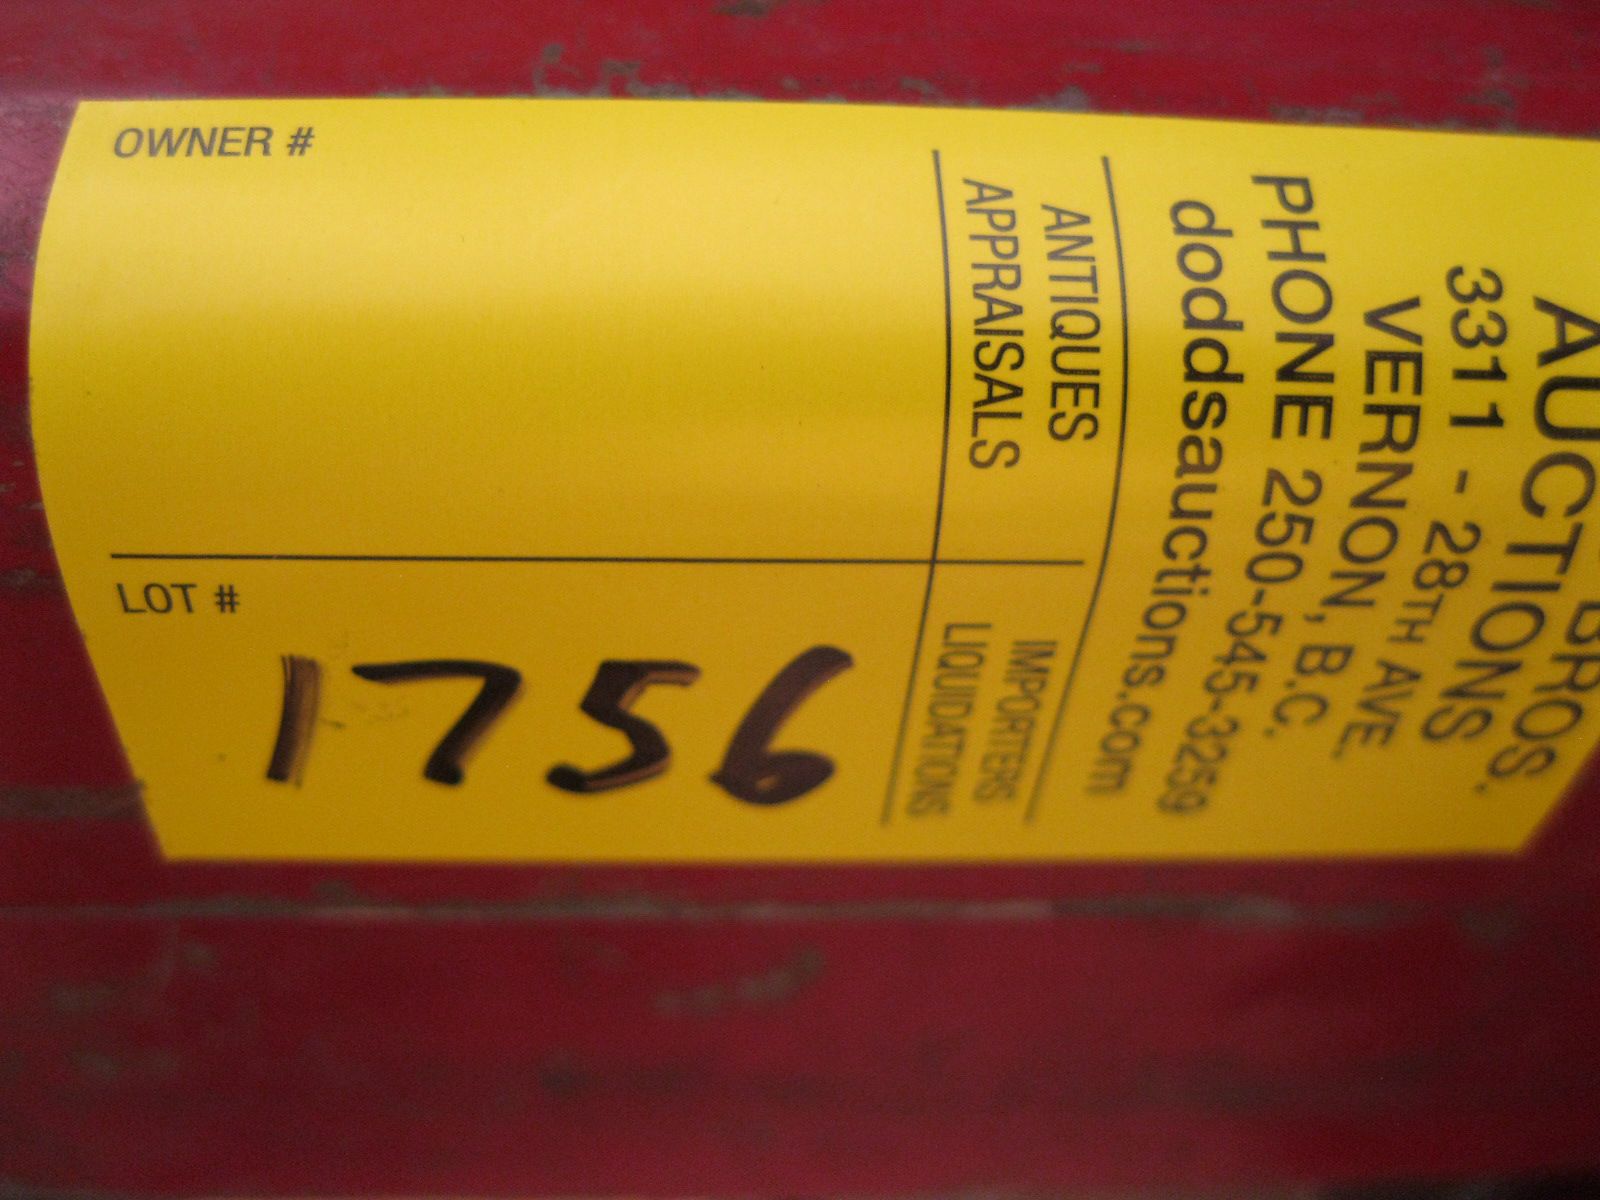 BROS.
AUCTIONS
3311 - 28TH AVE.
VERNON, B.C.
PHONE 250-545-3259
doddsauctions.com
ANTIQUES
APPRAISALS
IMPORTERS
LIQUIDATIONS
OWNER #
LOT #
1756